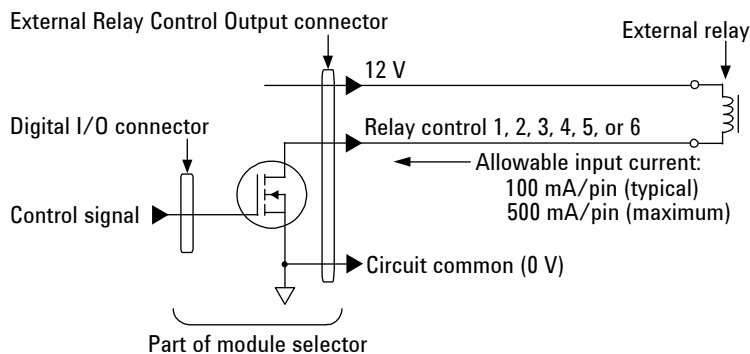 External Relay Control Output connector
External relay
12 V
Digital I/O connector
Relay control 1, 2, 3, 4, 5, or 6
Allowable input current:
100 mA/pin (typical)
500 mA/pin (maximum)
Control signal
Circuit common (0 V)
Part of module selector